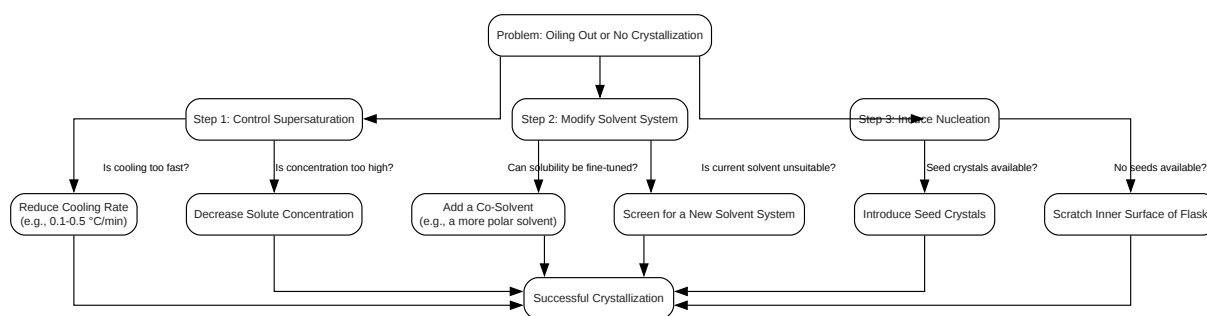 Problem: Oiling Out or No Crystallization
Step 1: Control Supersaturation
Step 2: Modify Solvent System
Step 3: Induce Nucleation
Is cooling too fast?
Is concentration too high?
Can solubility be fine-tuned?
Is current solvent unsuitable?
Seed crystals available?
No seeds available?
Reduce Cooling Rate
(e.g., 0.1-0.5 °C/min)
Decrease Solute Concentration
Add a Co-Solvent
(e.g., a more polar solvent)
Screen for a New Solvent System
Introduce Seed Crystals
Scratch Inner Surface of Flask
Successful Crystallization